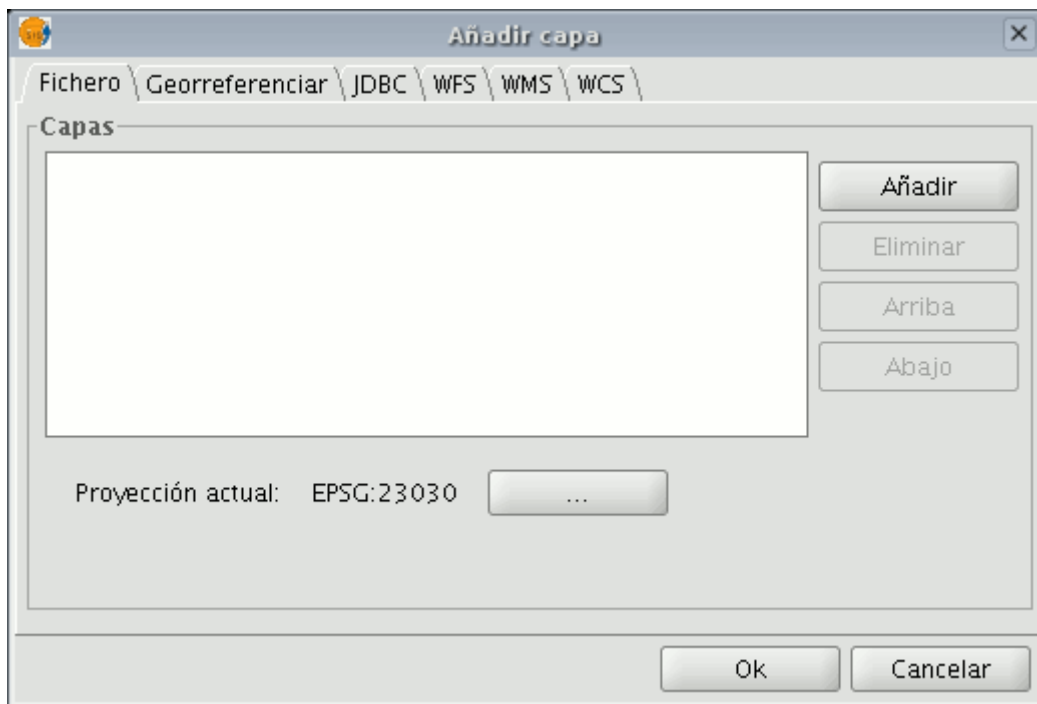 Añadir capa
Fichero Georreferenciar JDBC WFS WMS WCS
Capas
Añadir
Eliminar
Arriba
Abajo
Proyección actual: EPSG:23030 ...
Ok Cancelar